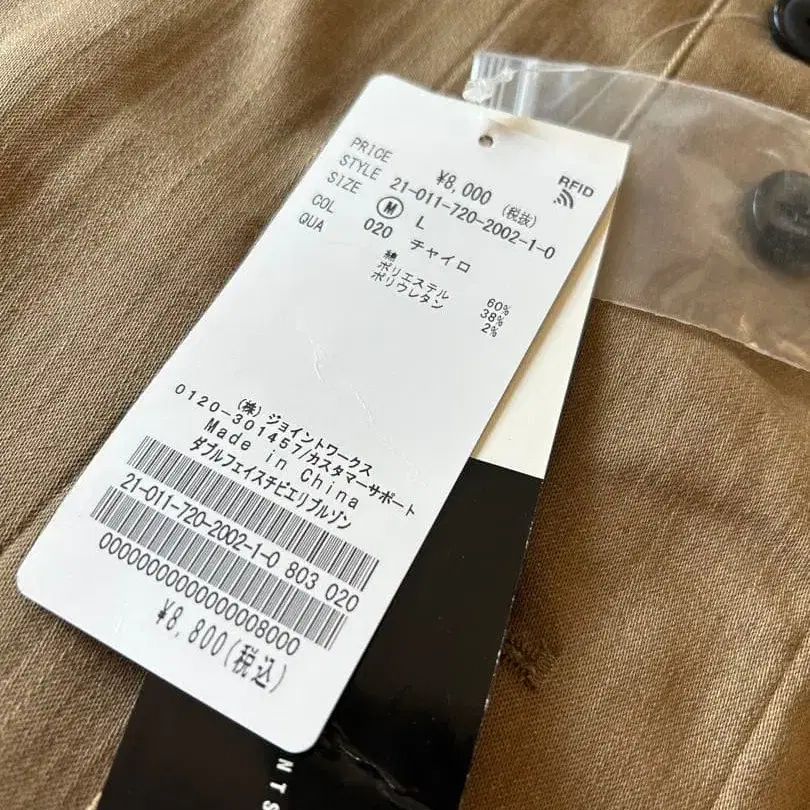 PRICE ¥8,000 (税抜)
STYLE 21-011-720-2002-1-0
SIZE M L
COL 020 チャイロ
QUA 綿 60%
ポリエステル 38%
ポリウレタン 2%
RFID
(株)ジョイントワークス
0120-301457/カスタマーサポート
Made in China
ダブルフェイスチビエリブルゾン
21-011-720-2002-1-0 803 020
00000000000000008000
¥8,800(税込)
NTS